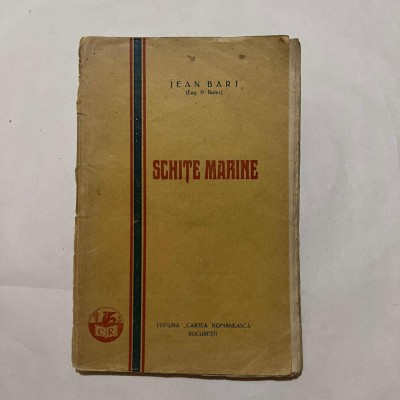 JEAN BART
(Eug. P. Botez)
SCHIȚE MARINE
C R
EDITURA „CARTEA ROMÂNEASCĂ"
BUCUREȘTI